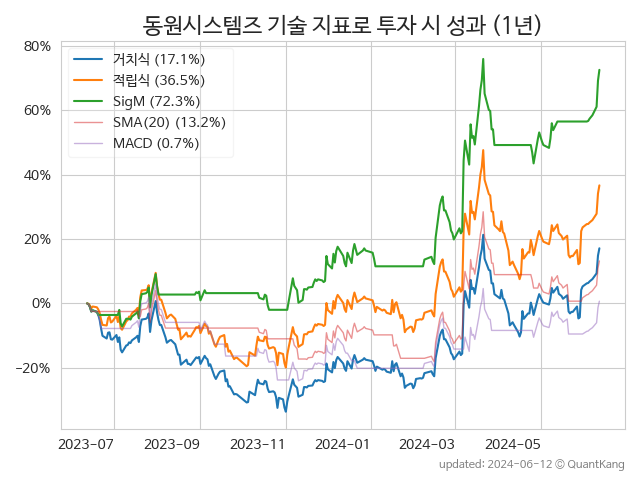 동원시스템즈 기술 지표로 투자 시 성과 (1년)
80%
60%
40%
20%
0%
−20%
거치식 (17.1%)
적립식 (36.5%)
SigM (72.3%)
SMA(20) (13.2%)
MACD (0.7%)
2023-07 2023-09 2023-11 2024-01 2024-03 2024-05
updated: 2024-06-12 © QuantKang